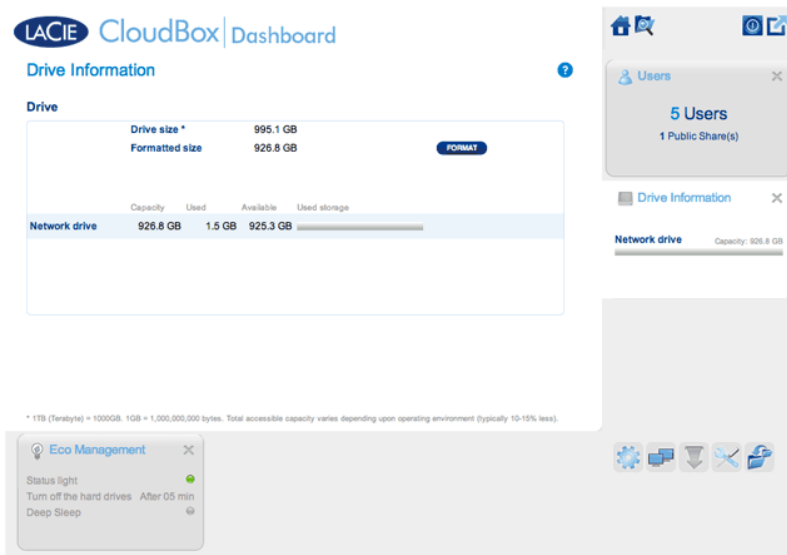 LACIE CloudBox Dashboard
Drive Information
?
Drive
Drive size * 995.1 GB
Formatted size 926.8 GB FORMAT
Capacity Used Available Used storage
Network drive 926.8 GB 1.5 GB 925.3 GB
* 1TB (Terabyte) = 1000GB. 1GB = 1,000,000,000 bytes. Total accessible capacity varies depending upon operating environment (typically 10-15% less).
Users
5 Users
1 Public Share(s)
Drive Information
Network drive Capacity: 926.8 GB
Eco Management
Status light
Turn off the hard drives After 05 min
Deep Sleep